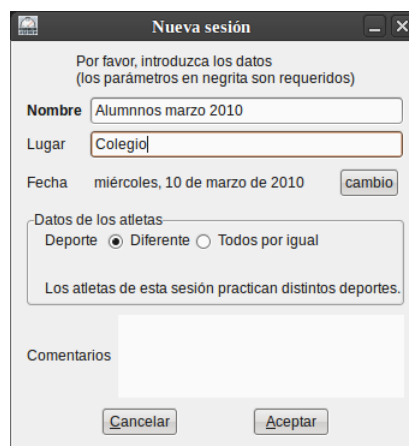 Nueva sesión
Por favor, introduzca los datos
(los parámetros en negrita son requeridos)
Nombre Alumnnos marzo 2010
Lugar Colegio
Fecha miércoles, 10 de marzo de 2010 cambio
Datos de los atletas
Deporte Diferente Todos por igual
Los atletas de esta sesión practican distintos deportes.
Comentarios
Cancelar Aceptar